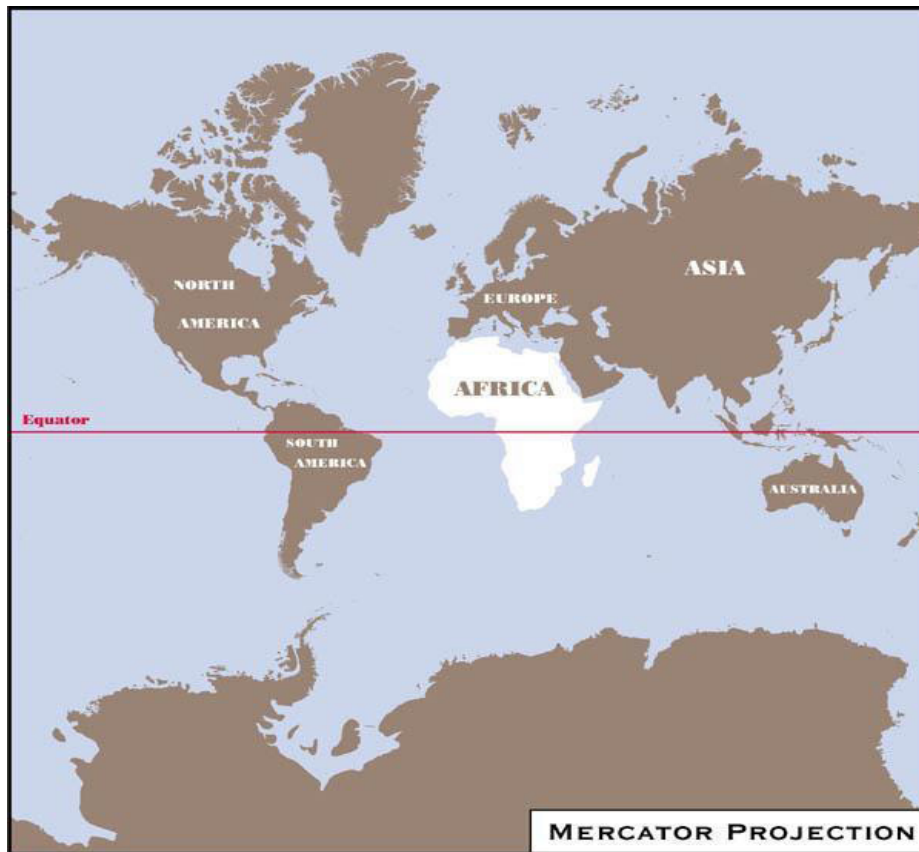 NORTH
AMERICA
EUROPE
ASIA
AFRICA
Equator
SOUTH
AMERICA
AUSTRALIA
MERCATOR PROJECTION